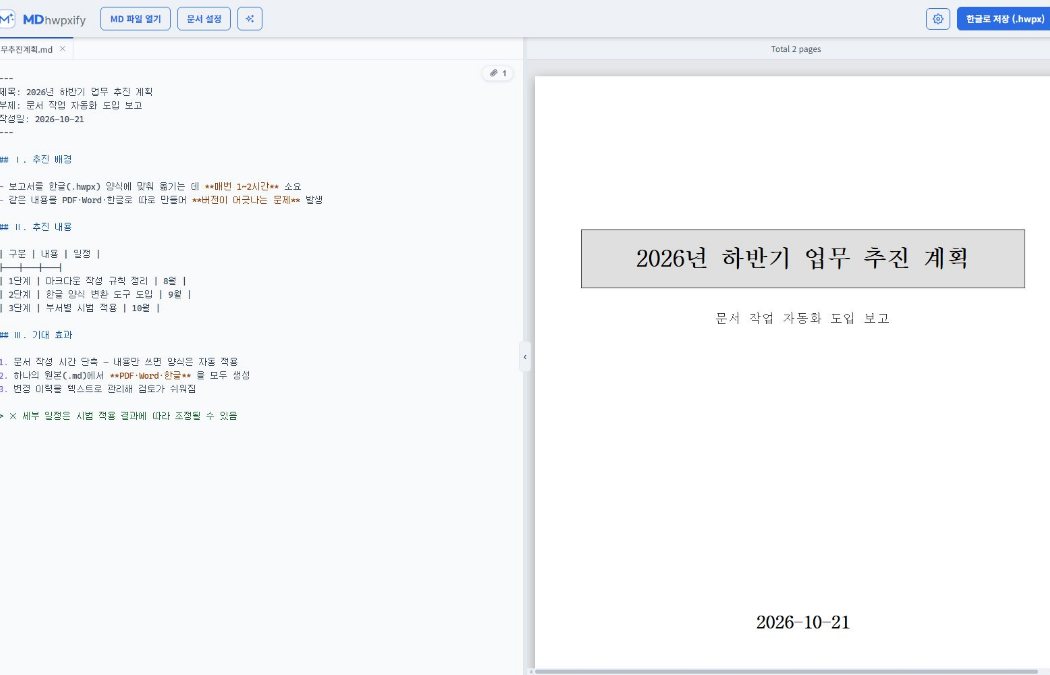 MDhwpxify
MD 파일 열기
문서 설정
한글로 저장 (.hwpx)
무추진계획.md ×
Total 2 pages
1
---
제목: 2026년 하반기 업무 추진 계획
부제: 문서 작업 자동화 도입 보고
작성일: 2026-10-21
---
## Ⅰ. 추진 배경
- 보고서를 한글(.hwpx) 양식에 맞춰 옮기는 데 **매번 1~2시간** 소요
- 같은 내용을 PDF·Word·한글로 따로 만들어 **버전이 어긋나는 문제** 발생
## Ⅱ. 추진 내용
| 구분 | 내용 | 일정 |
|---|---|---|
| 1단계 | 마크다운 작성 규칙 정리 | 8월 |
| 2단계 | 한글 양식 변환 도구 도입 | 9월 |
| 3단계 | 부서별 시범 적용 | 10월 |
## Ⅲ. 기대 효과
1. 문서 작성 시간 단축 – 내용만 쓰면 양식은 자동 적용
2. 하나의 원본(.md)에서 **PDF·Word·한글** 을 모두 생성
3. 변경 이력을 텍스트로 관리해 검토가 쉬워짐
> ※ 세부 일정은 시범 적용 결과에 따라 조정될 수 있음
2026년 하반기 업무 추진 계획
문서 작업 자동화 도입 보고
2026-10-21